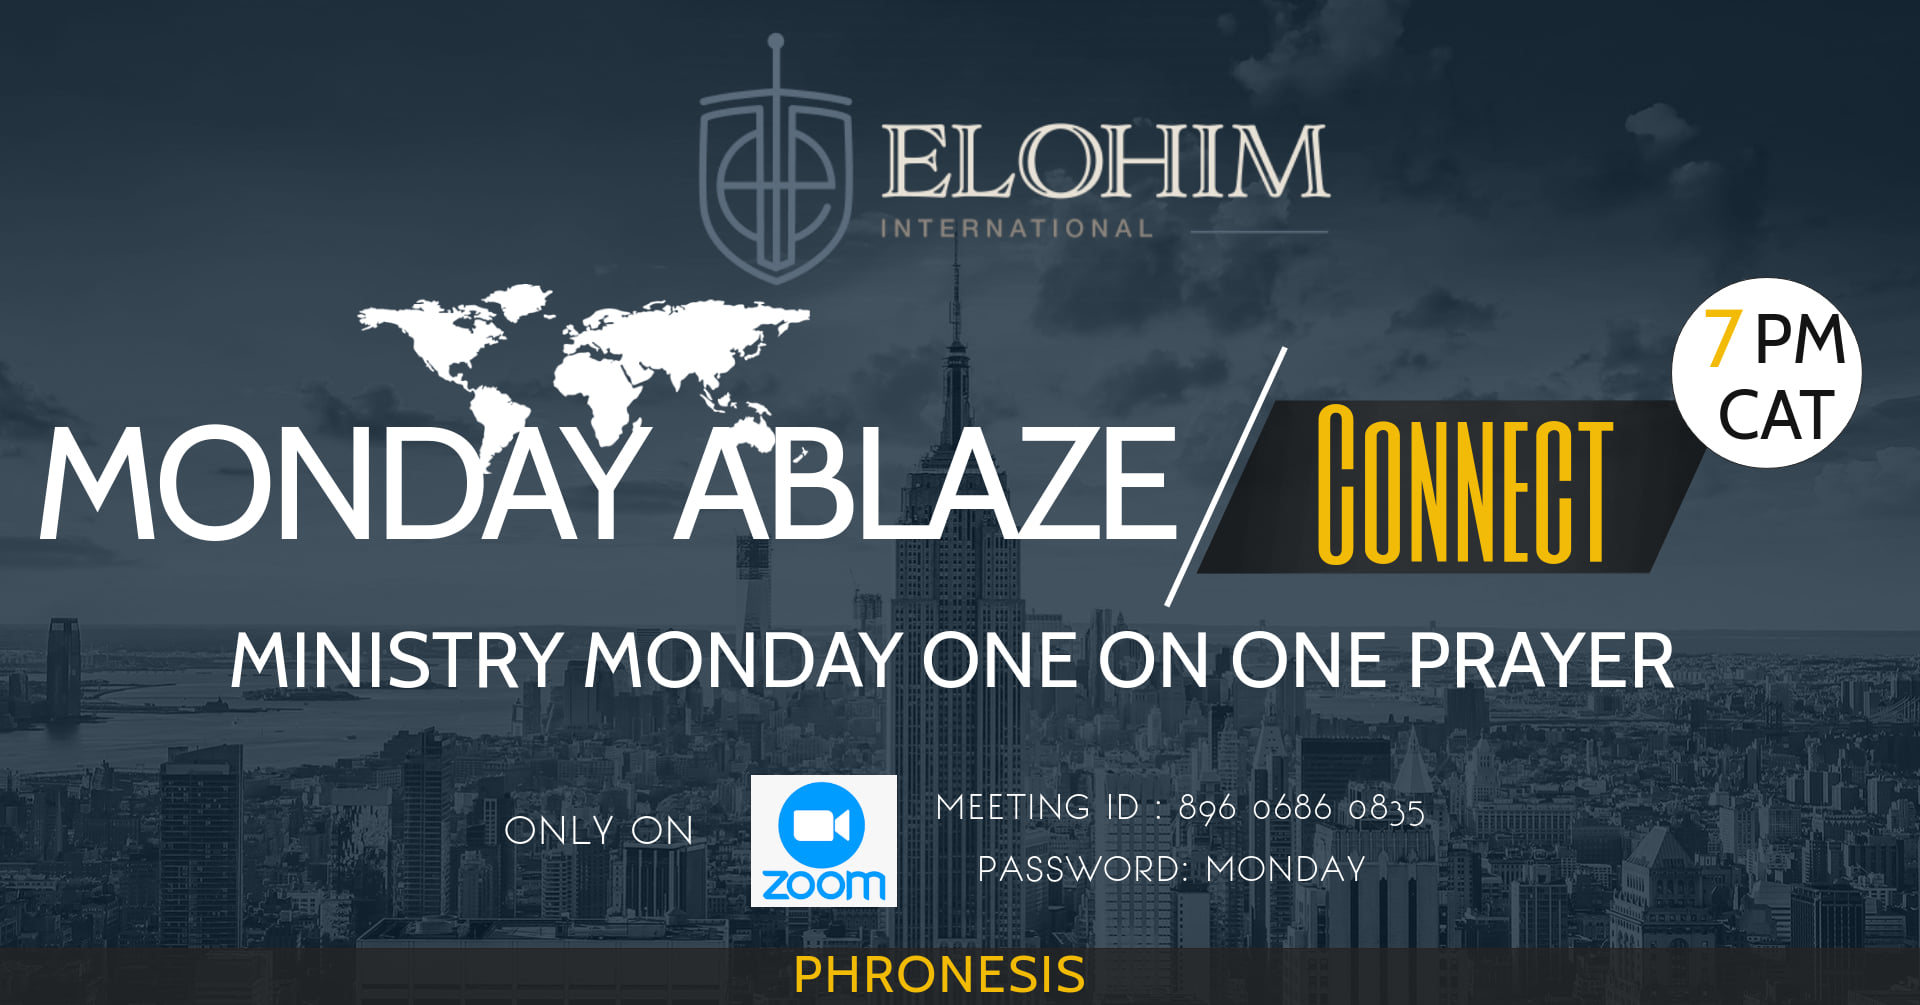 ELOHIM
INTERNATIONAL
7 PM
CAT
MONDAY ABLAZE
CONNECT
MINISTRY MONDAY ONE ON ONE PRAYER
ONLY ON
zoom
MEETING ID : 896 0686 0835
PASSWORD: MONDAY
PHRONESIS